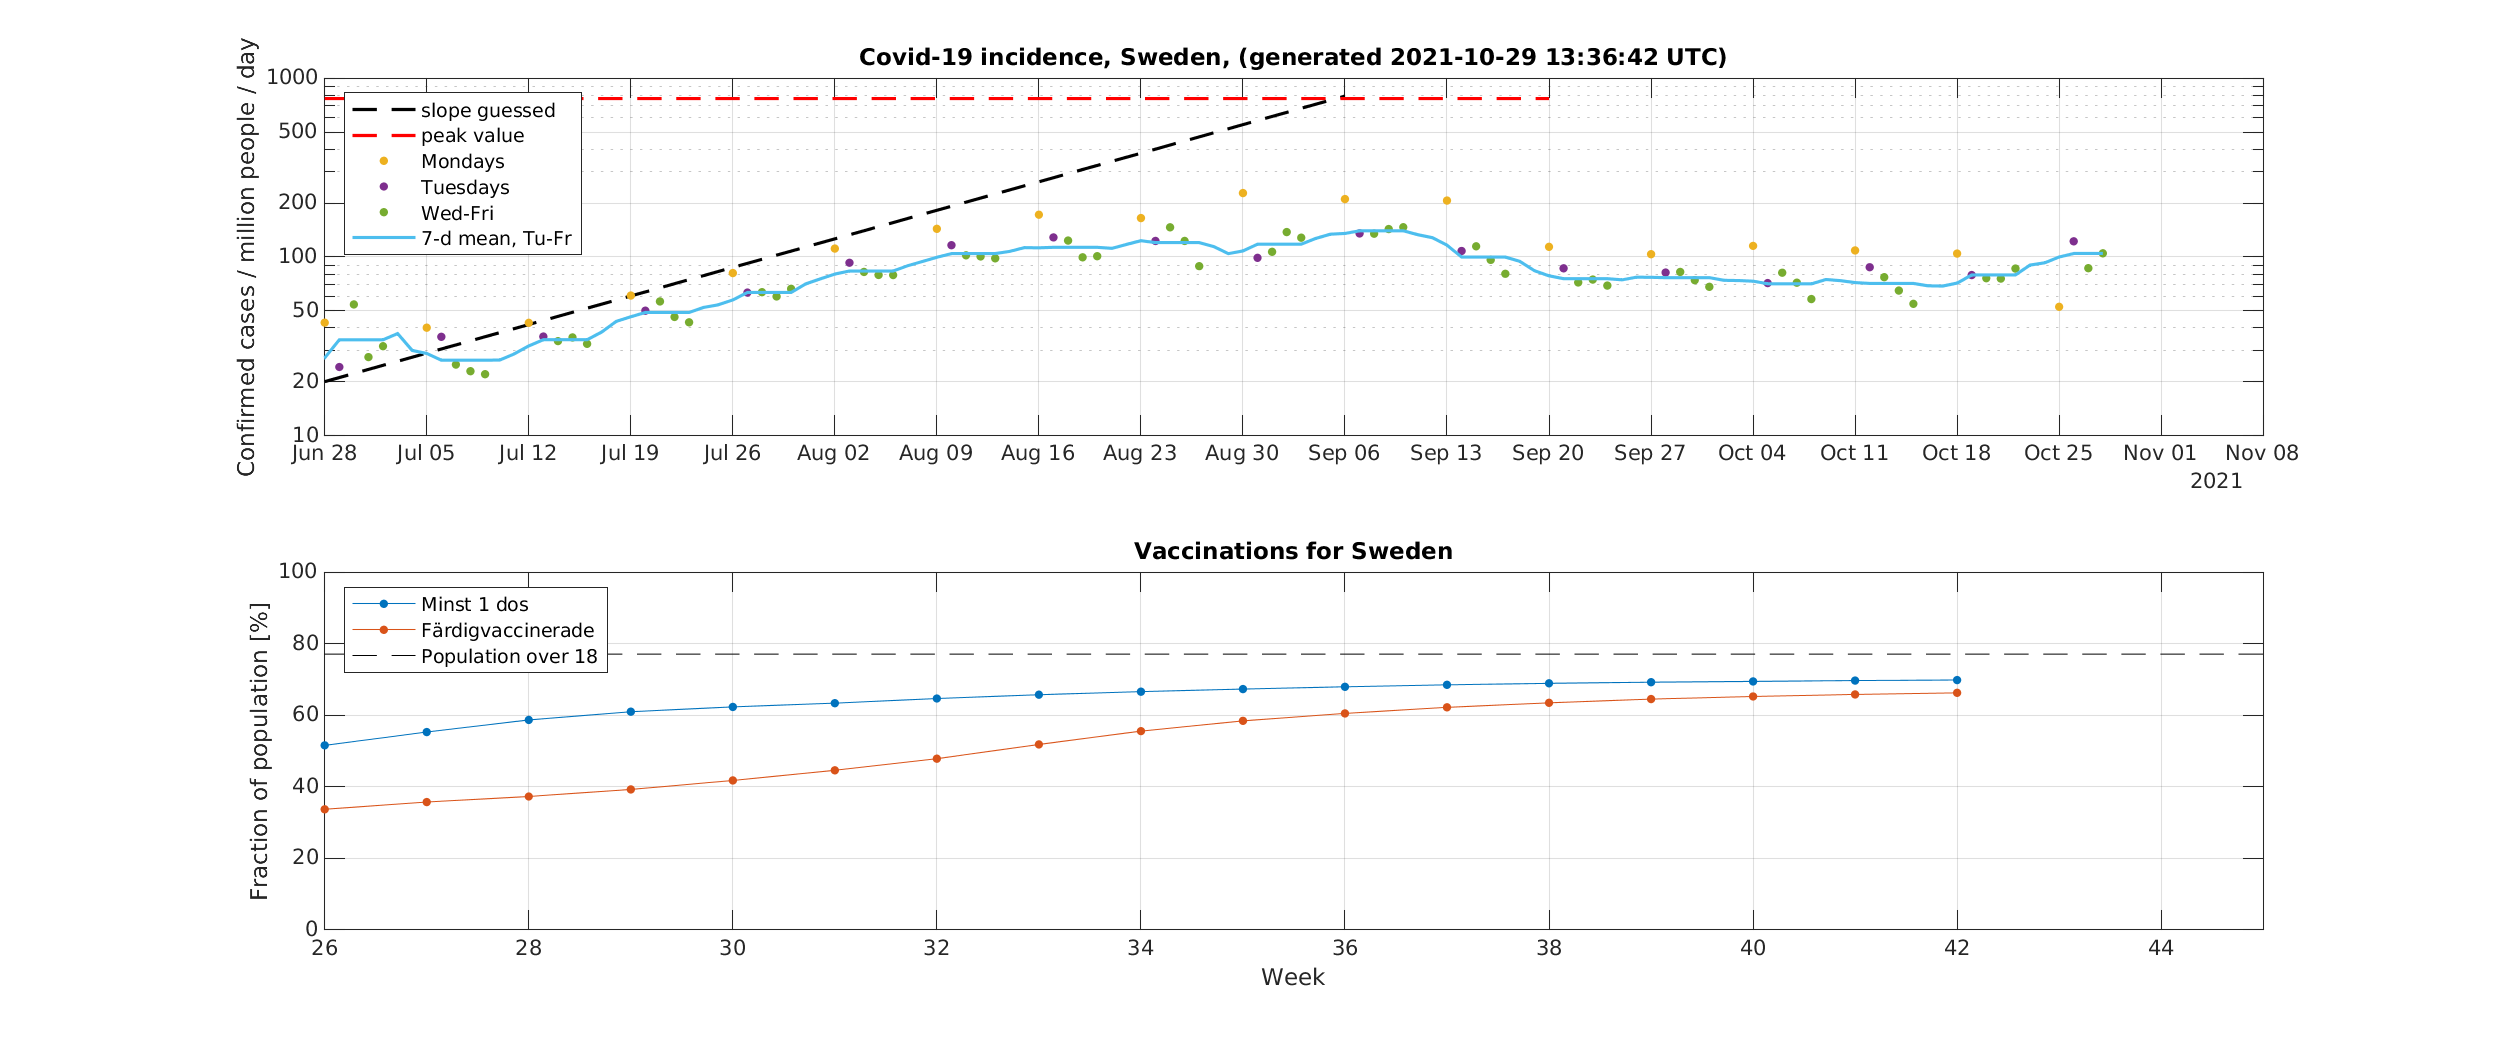 Covid-19 incidence, Sweden, (generated 2021-10-29 13:36:42 UTC)
Confirmed cases / million people / day
1000
500
200
100
50
20
10
slope guessed
peak value
Mondays
Tuesdays
Wed-Fri
7-d mean, Tu-Fr
Jun 28 Jul 05 Jul 12 Jul 19 Jul 26 Aug 02 Aug 09 Aug 16 Aug 23 Aug 30 Sep 06 Sep 13 Sep 20 Sep 27 Oct 04 Oct 11 Oct 18 Oct 25 Nov 01 Nov 08
2021
Vaccinations for Sweden
Fraction of population [%]
100
80
60
40
20
0
Minst 1 dos
Färdigvaccinerade
Population over 18
26 28 30 32 34 36 38 40 42 44
Week